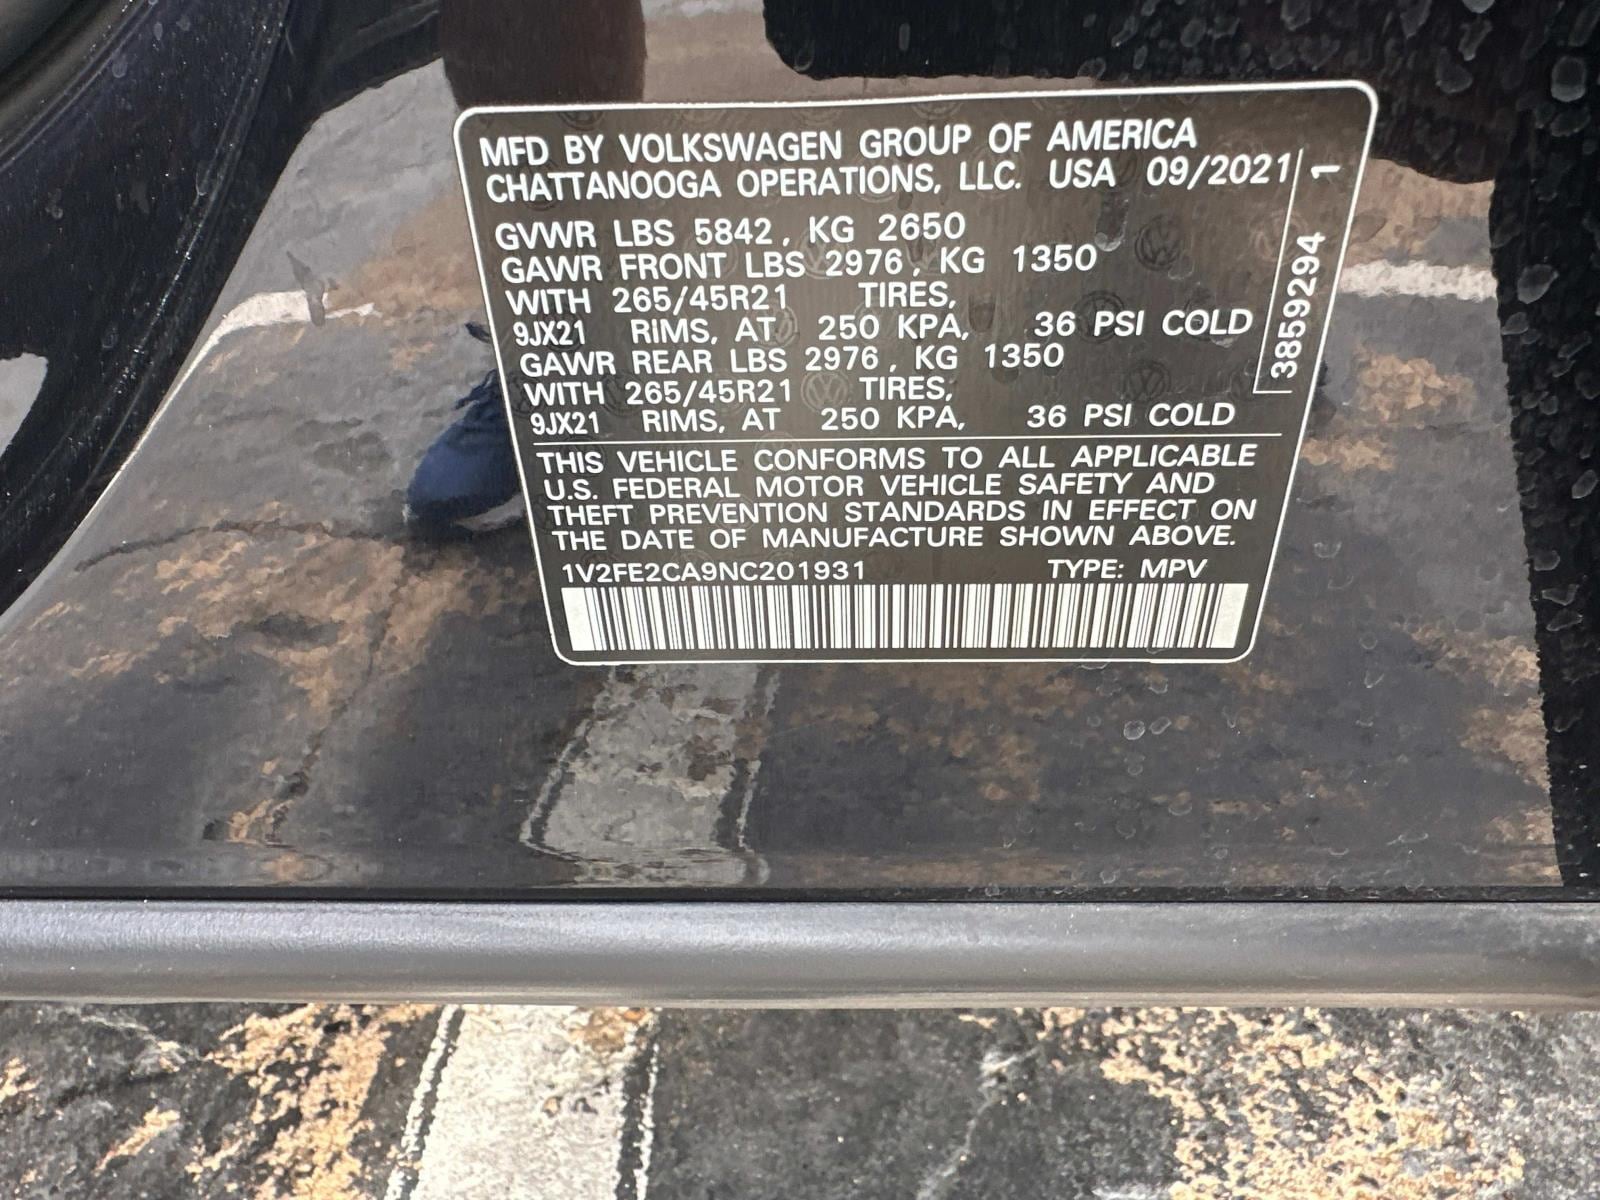 MFD BY VOLKSWAGEN GROUP OF AMERICA
CHATTANOOGA OPERATIONS, LLC. USA 09/2021
GVWR LBS 5842, KG 2650
GAWR FRONT LBS 2976, KG 1350
WITH 265/45R21 TIRES,
9JX21 RIMS, AT 250 KPA, 36 PSI COLD
GAWR REAR LBS 2976, KG 1350
WITH 265/45R21 TIRES,
9JX21 RIMS, AT 250 KPA, 36 PSI COLD
THIS VEHICLE CONFORMS TO ALL APPLICABLE
U.S. FEDERAL MOTOR VEHICLE SAFETY AND
THEFT PREVENTION STANDARDS IN EFFECT ON
THE DATE OF MANUFACTURE SHOWN ABOVE.
1V2FE2CA9NC201931 TYPE: MPV
3859294 1